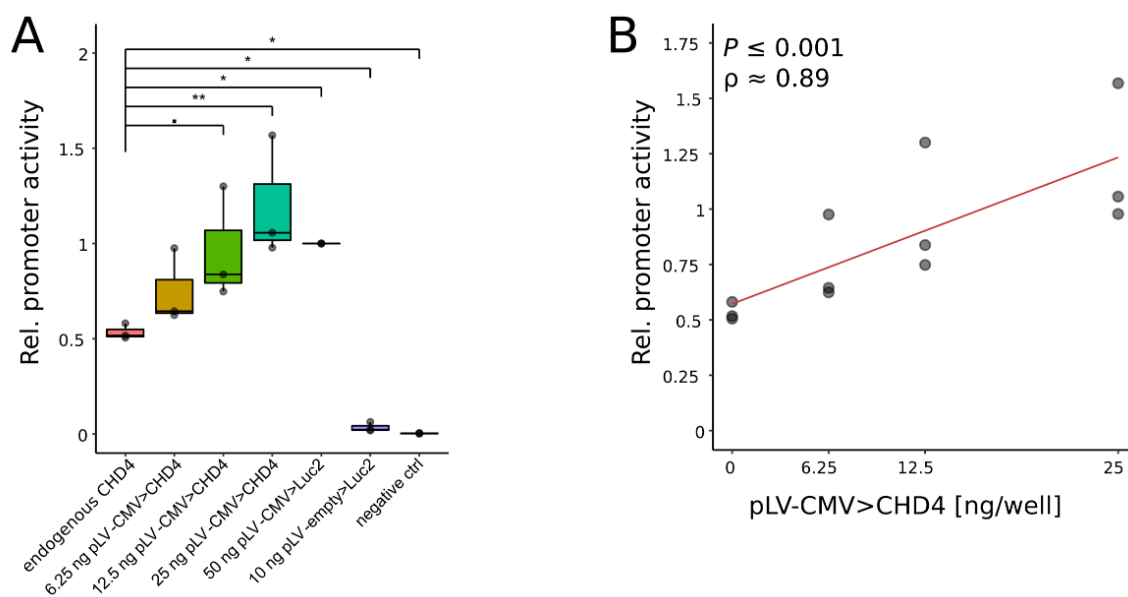 A
Rel. promoter activity
2
1.5
1
0.5
0
*
*
*
**
.
endogenous CHD4
6.25 ng pLV-CMV>CHD4
12.5 ng pLV-CMV>CHD4
25 ng pLV-CMV>CHD4
50 ng pLV-CMV>Luc2
10 ng pLV-empty>Luc2
negative ctrl
B
P ≤ 0.001
ρ ≈ 0.89
Rel. promoter activity
1.75
1.5
1.25
1
0.75
0.5
0.25
0
0 6.25 12.5 25
pLV-CMV>CHD4 [ng/well]